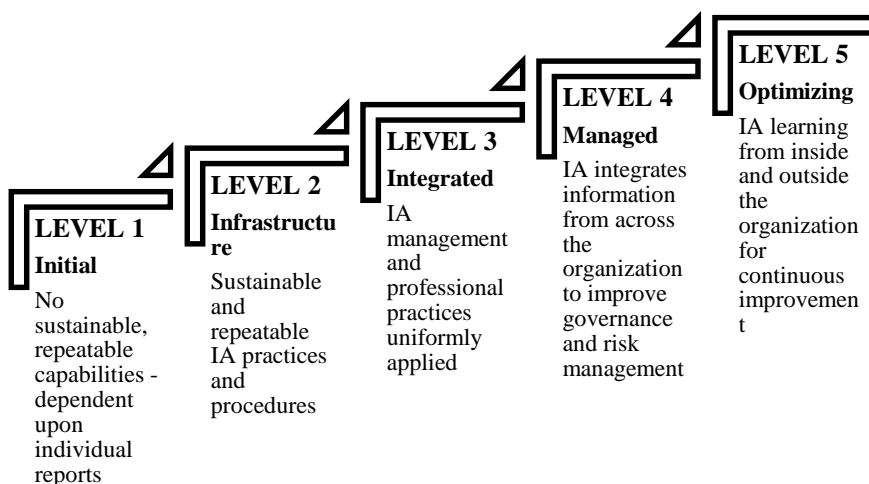 LEVEL 1
Initial
No
sustainable,
repeatable
capabilities -
dependent
upon
individual
reports
LEVEL 2
Infrastructu
re
Sustainable
and
repeatable
IA practices
and
procedures
LEVEL 3
Integrated
IA
management
and
professional
practices
uniformly
applied
LEVEL 4
Managed
IA integrates
information
from across
the
organization
to improve
governance
and risk
management
LEVEL 5
Optimizing
IA learning
from inside
and outside
the
organization
for
continuous
improvemen
t